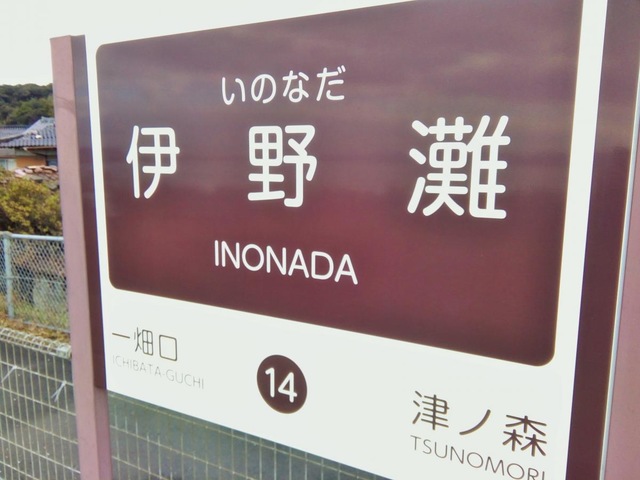 いのなだ
伊野灘
INONADA
一畑口
ICHIBATA-GUCHI
14
津ノ森
TSUNOMORI